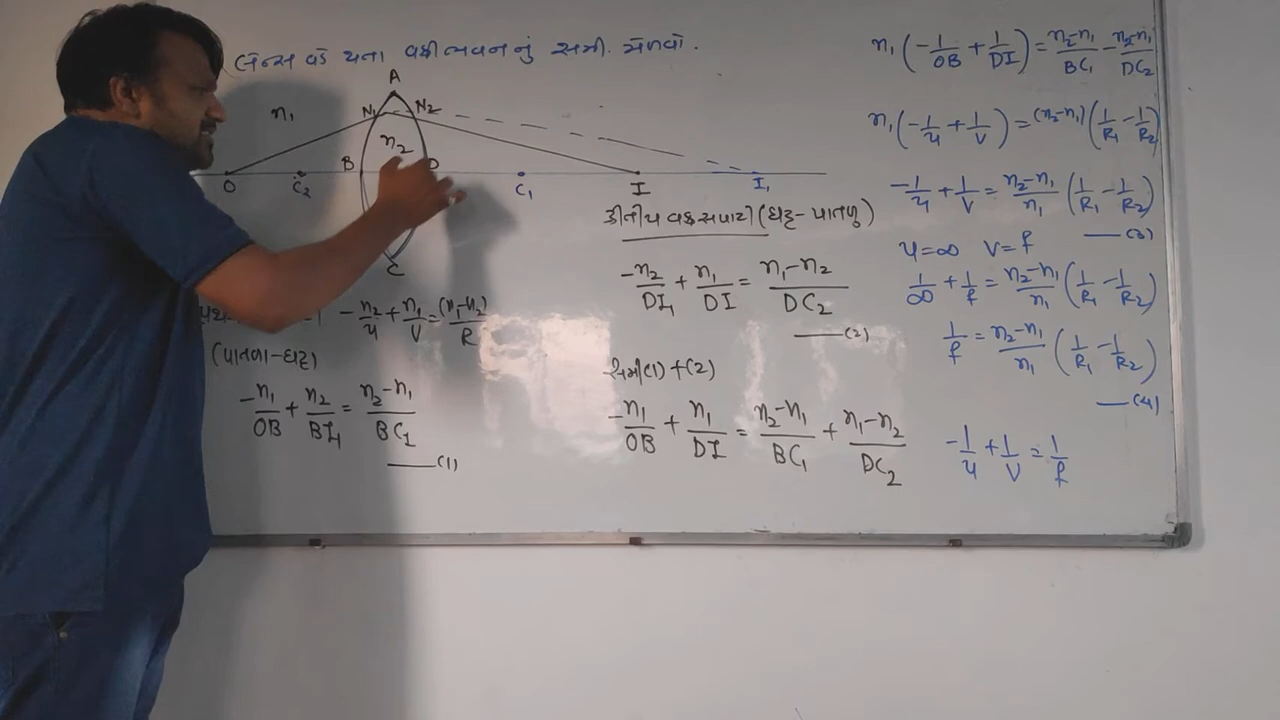 લેન્સ વડે થતા વક્રીભવનનું સમી. મેળવો.
A
n₁
N₁ N₂
n₂
B D
O C₂ C₁ I I₁
C
-n₂/u + n₁/v = (n₁-n₂)/R
(પાતળા-ઘટ્ટ)
-n₁/OB + n₂/BI₁ = n₂-n₁/BC₁
——(1)
દ્વિતીય વક્રસપાટી (ઘટ્ટ-પાતળુ)
-n₂/DI₁ + n₁/DI = n₁-n₂/DC₂
——(2)
સમી(1)+(2)
-n₁/OB + n₁/DI = n₂-n₁/BC₁ + n₁-n₂/DC₂
n₁(-1/OB + 1/DI) = n₂-n₁/BC₁ - n₂-n₁/DC₂
n₁(-1/u + 1/v) = (n₂-n₁)(1/R₁ - 1/R₂)
-1/u + 1/v = n₂-n₁/n₁ (1/R₁ - 1/R₂)
——(3)
u=∞ v=f
1/∞ + 1/f = n₂-n₁/n₁ (1/R₁ - 1/R₂)
1/f = n₂-n₁/n₁ (1/R₁ - 1/R₂)
——(4)
-1/u + 1/v = 1/f